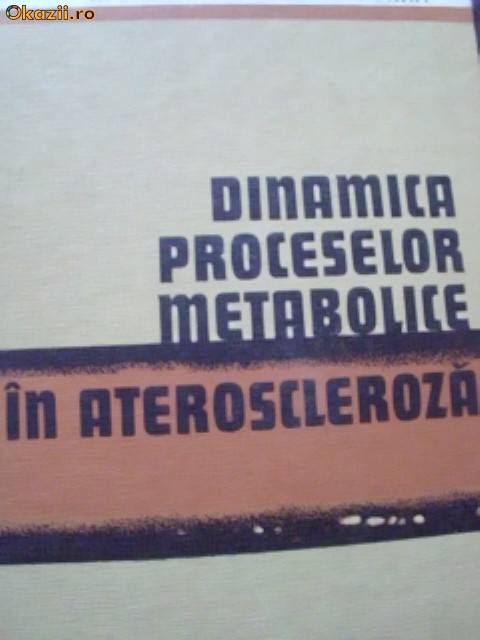 Okazii.ro
DINAMICA
PROCESELOR
METABOLICE
în ATEROSCLEROZĂ